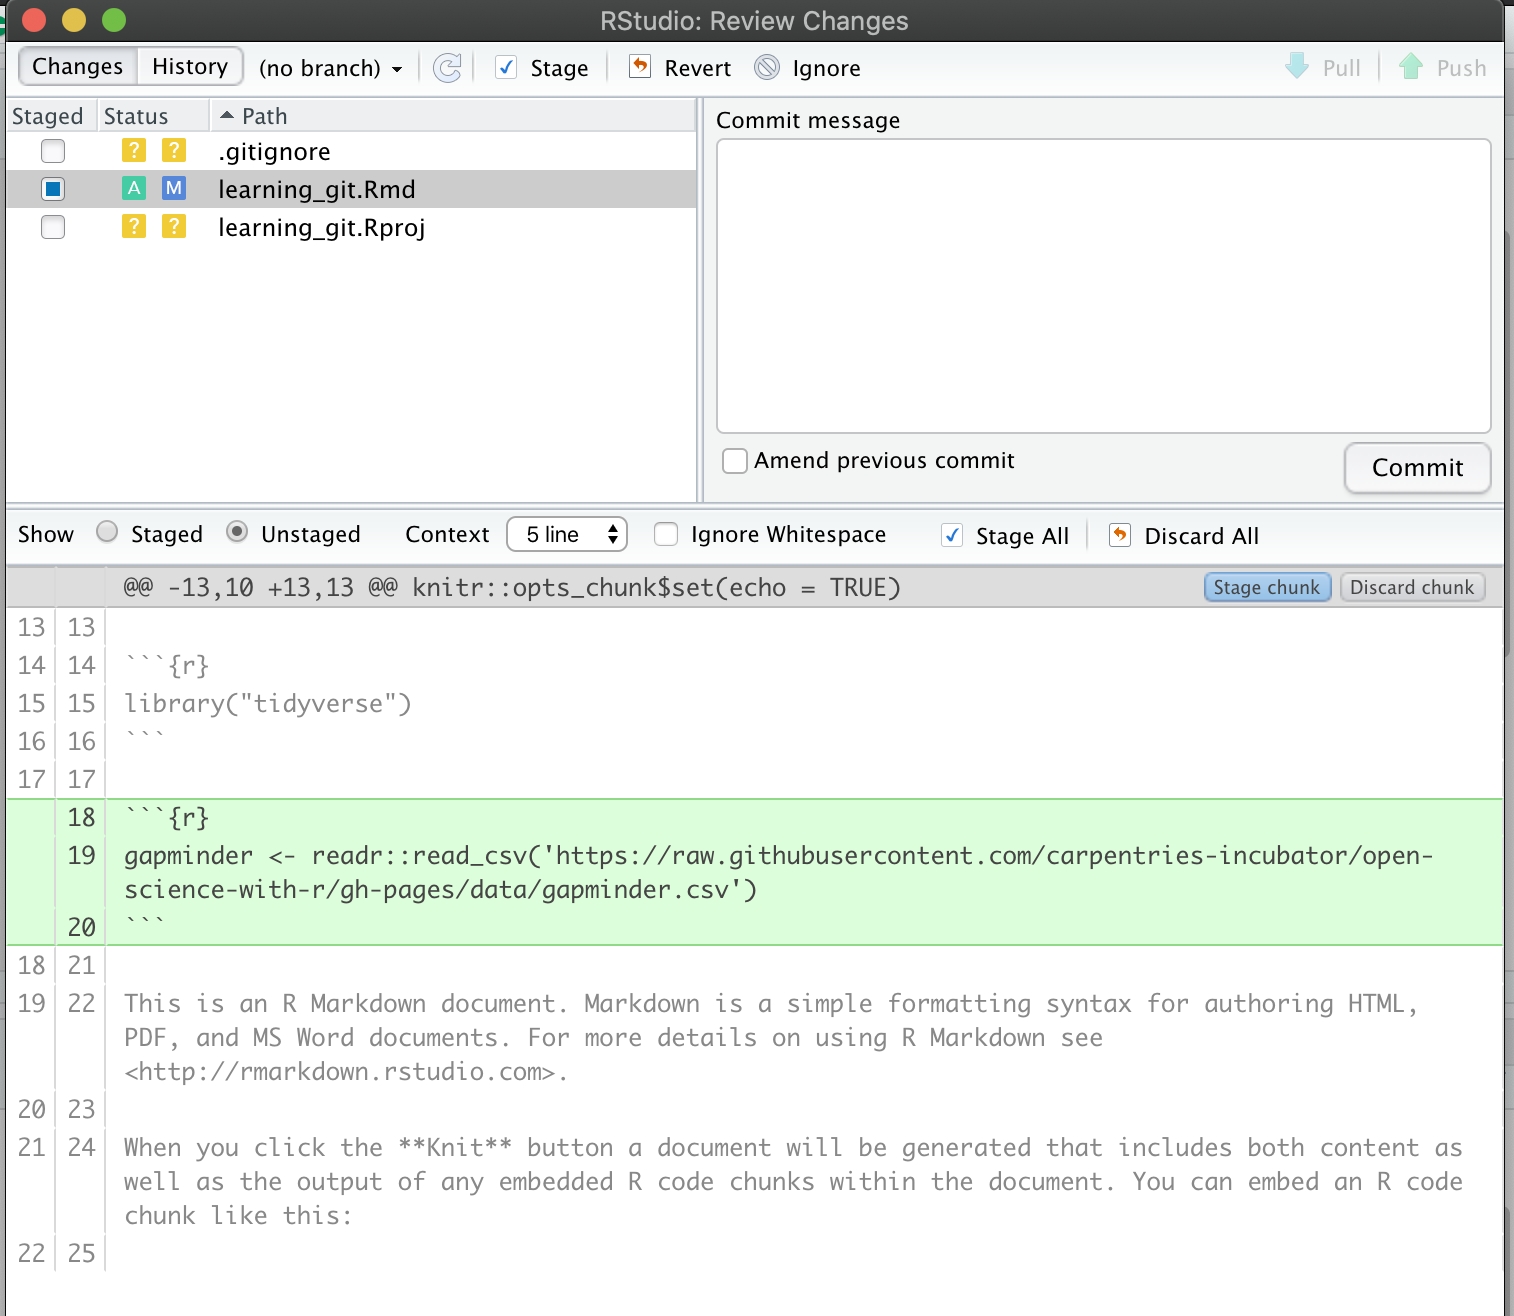 RStudio: Review Changes
Changes History (no branch) Stage Revert Ignore Pull Push
Staged Status Path
? ? .gitignore
A M learning_git.Rmd
? ? learning_git.Rproj
Commit message
Amend previous commit
Commit
Show Staged Unstaged Context 5 line Ignore Whitespace Stage All Discard All
@@ -13,10 +13,13 @@ knitr::opts_chunk$set(echo = TRUE) Stage chunk Discard chunk
13 13
14 14 ```{r}
15 15 library("tidyverse")
16 16 ```
17 17
18 ```{r}
19 gapminder <- readr::read_csv('https://raw.githubusercontent.com/carpentries-incubator/open-
science-with-r/gh-pages/data/gapminder.csv')
20 ```
18 21
19 22 This is an R Markdown document. Markdown is a simple formatting syntax for authoring HTML,
PDF, and MS Word documents. For more details on using R Markdown see
<http://rmarkdown.rstudio.com>.
20 23
21 24 When you click the **Knit** button a document will be generated that includes both content as
well as the output of any embedded R code chunks within the document. You can embed an R code
chunk like this:
22 25